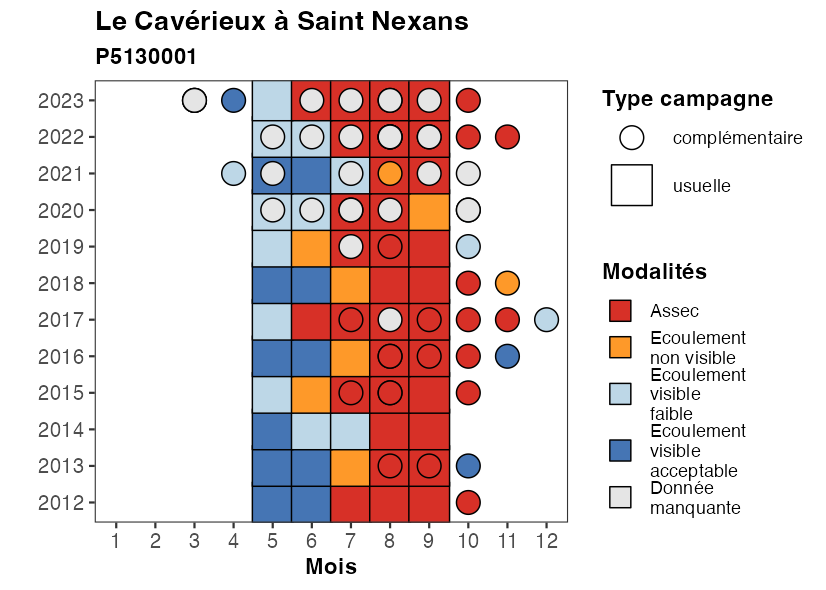 Le Cavérieux à Saint Nexans
P5130001
2023
2022
2021
2020
2019
2018
2017
2016
2015
2014
2013
2012
1 2 3 4 5 6 7 8 9 10 11 12
Mois
Type campagne
complémentaire
usuelle
Modalités
Assec
Ecoulement
non visible
Ecoulement
visible
faible
Ecoulement
visible
acceptable
Donnée
manquante